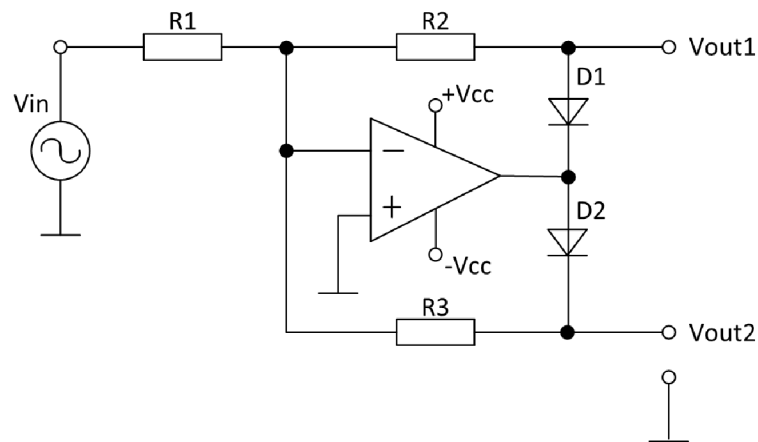 R1
R2
Vout1
D1
+Vcc
Vin
−
+
D2
-Vcc
R3
Vout2